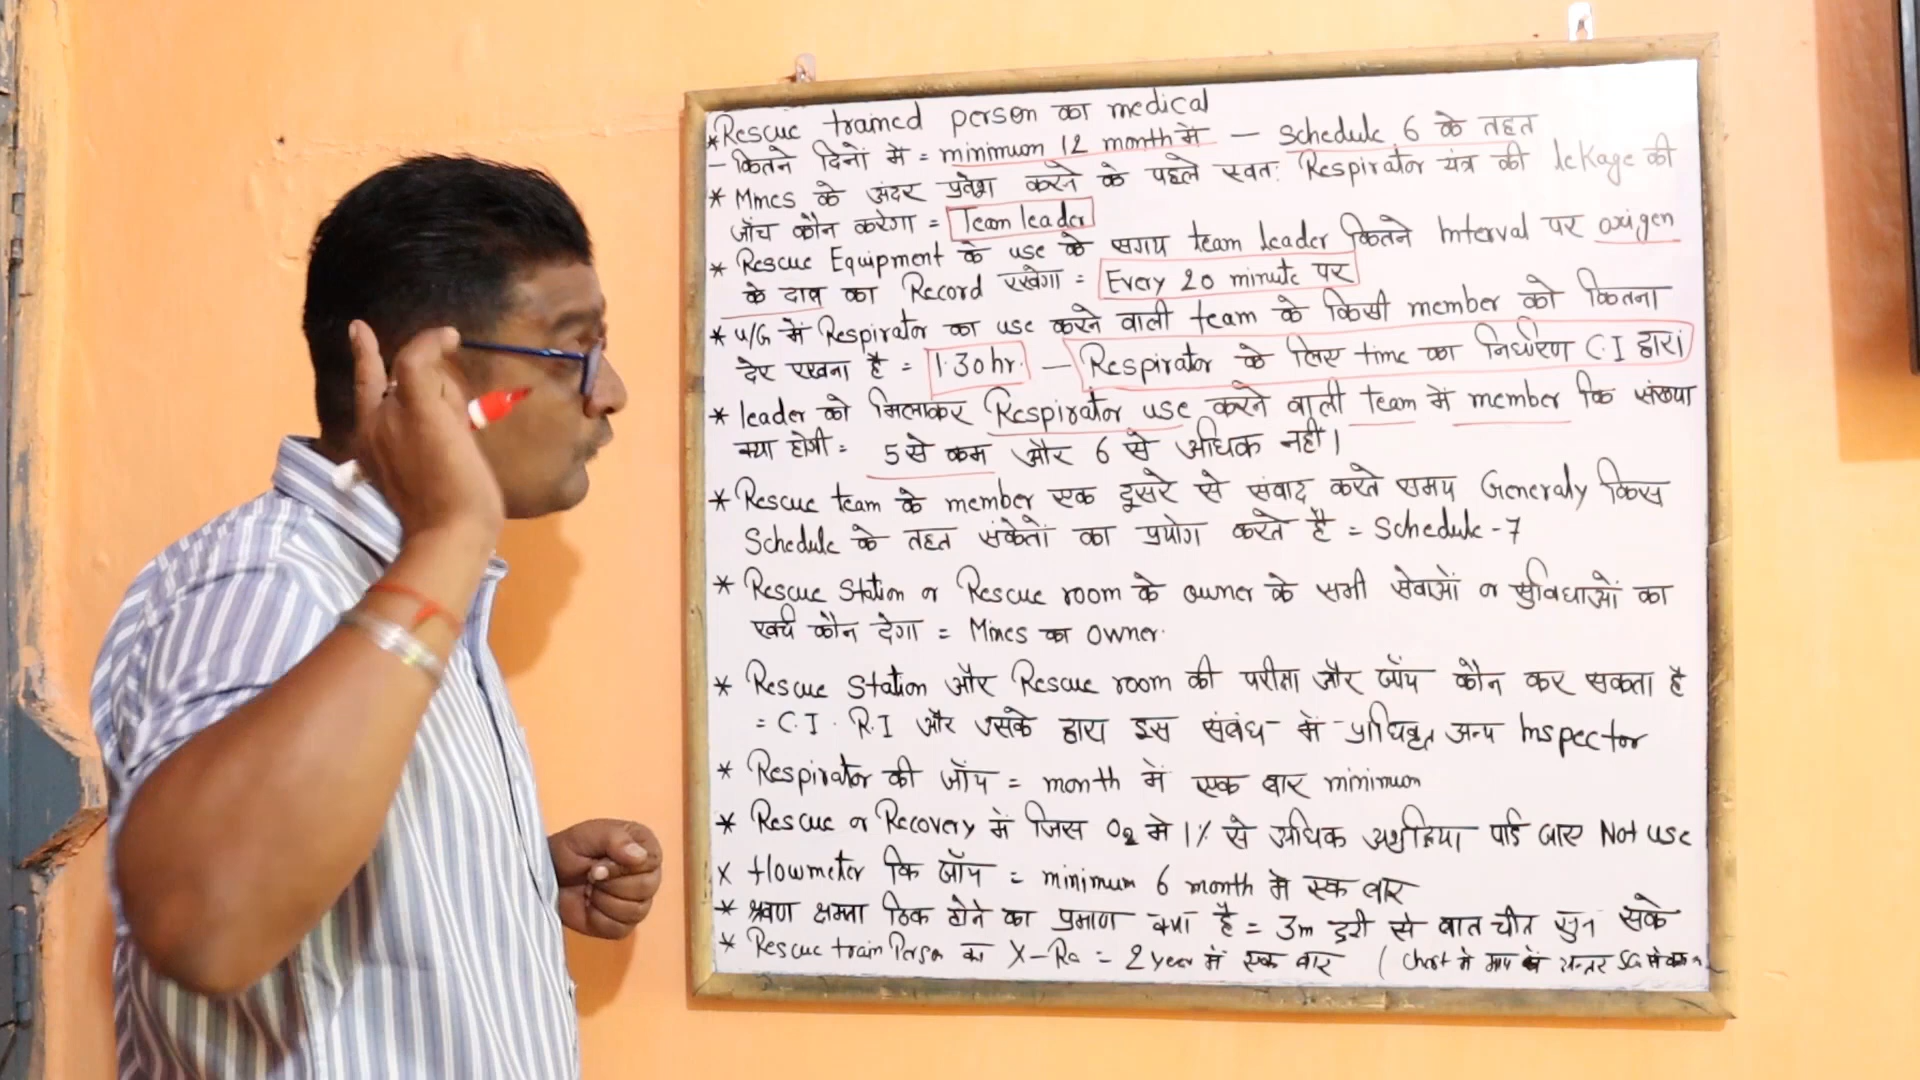 * Rescue trained person का medical
- कितने दिनों में = minimum 12 month में — schedule 6 के तहत
* Mines के अंदर प्रवेश करने के पहले स्वत: Respirator यंत्र की lekage की
जाँच कौन करेगा = Team leader
* Rescue Equipment के use के समय team leader कितने Interval पर oxigen
के दाब का Record रखेगा = Every 20 minute पर
* U/G में Respirator का use करने वाली team के किसी member को कितना
देर रखना है = 1.30 hr. — Respirator के लिए time का निर्धारण C.I द्वारा
* leader को मिलाकर Respirator use करने वाली team में member कि संख्या
क्या होगी = 5 से कम और 6 से अधिक नहीं।
* Rescue team के member एक दूसरे से संवाद करते समय Generaly किस
Schedule के तहत संकेतों का प्रयोग करते है = Schedule - 7
* Rescue Station or Rescue room के owner के सभी सेवाओं or सुविधाओं का
खर्च कौन देगा = Mines का owner.
* Rescue Station और Rescue room की परीक्षा और जाँच कौन कर सकता है
= C.I. R.I और उसके द्वारा इस संबंध में प्राधिकृत अन्य Inspector
* Respirator की जाँच = month में एक बार minimum
* Rescue or Recovery में जिस O2 में 1% से अधिक पाई जाए Not use
x flowmeter कि जाँच = minimum 6 month में एक बार
* श्रवण क्षमता ठिक होने का प्रमाण क्या है = 3m दुरी से बात चीत सुन सके
* Rescue train Person का X-Ra = 2 year में एक बार ( Chest में